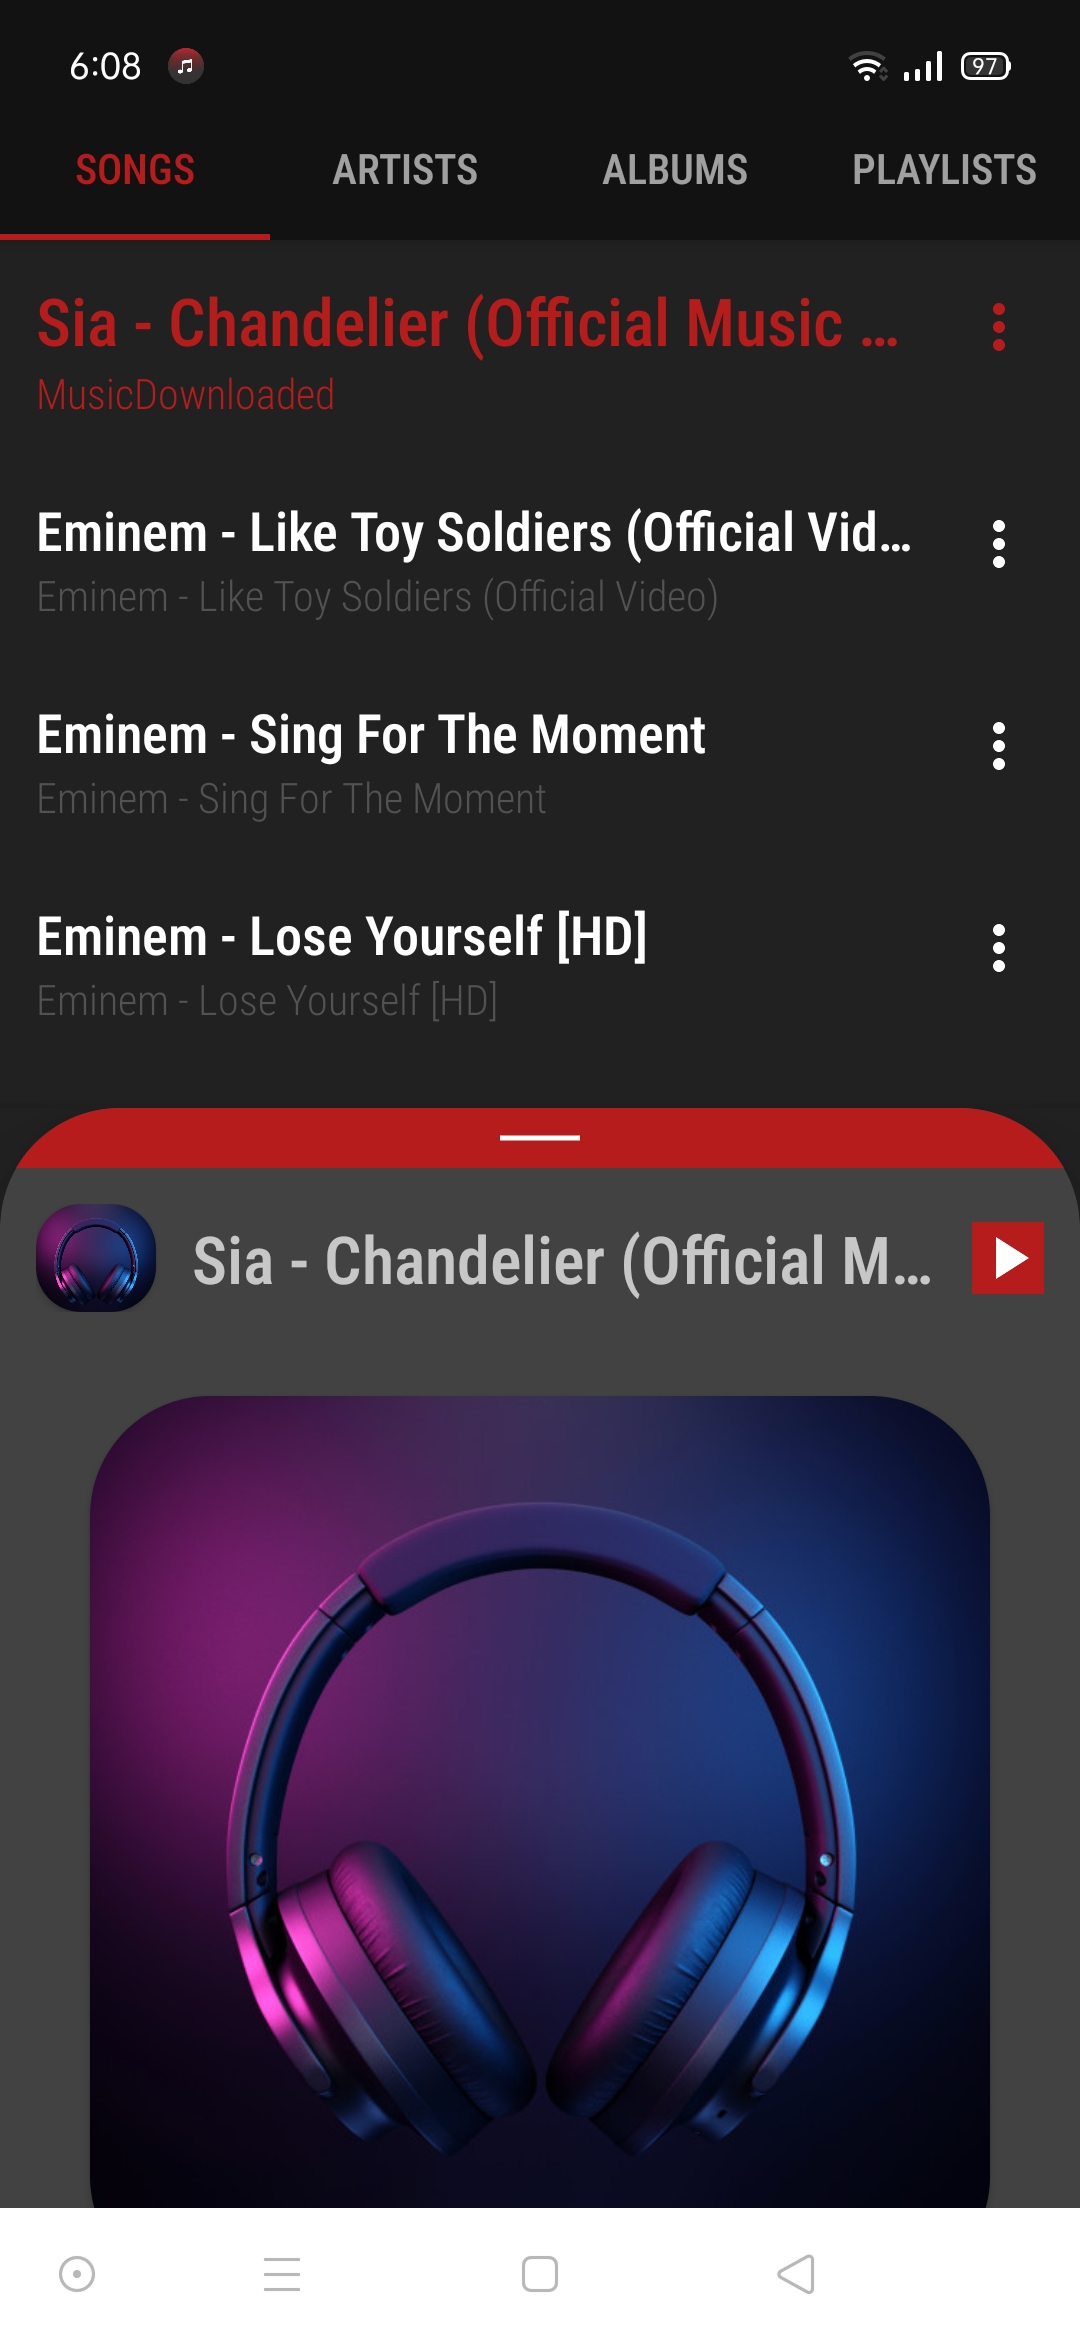 6:08
97
SONGS ARTISTS ALBUMS PLAYLISTS
Sia - Chandelier (Official Music ...
MusicDownloaded
Eminem - Like Toy Soldiers (Official Vid...
Eminem - Like Toy Soldiers (Official Video)
Eminem - Sing For The Moment
Eminem - Sing For The Moment
Eminem - Lose Yourself [HD]
Eminem - Lose Yourself [HD]
Sia - Chandelier (Official M...